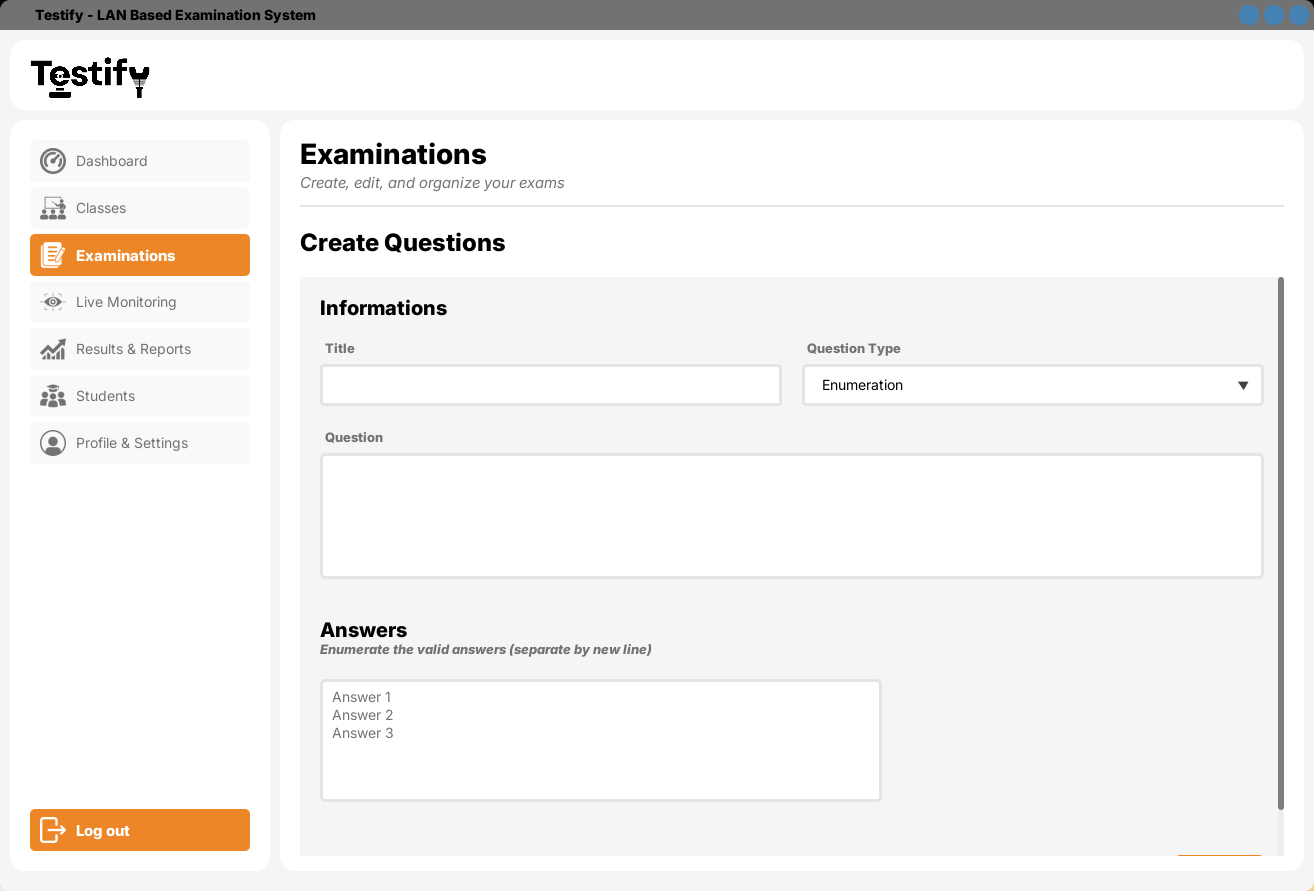 Testify - LAN Based Examination System
Testify
Dashboard
Classes
Examinations
Live Monitoring
Results & Reports
Students
Profile & Settings
Log out
Examinations
Create, edit, and organize your exams
Create Questions
Informations
Title
Question Type
Enumeration
Question
Answers
Enumerate the valid answers (separate by new line)
Answer 1
Answer 2
Answer 3